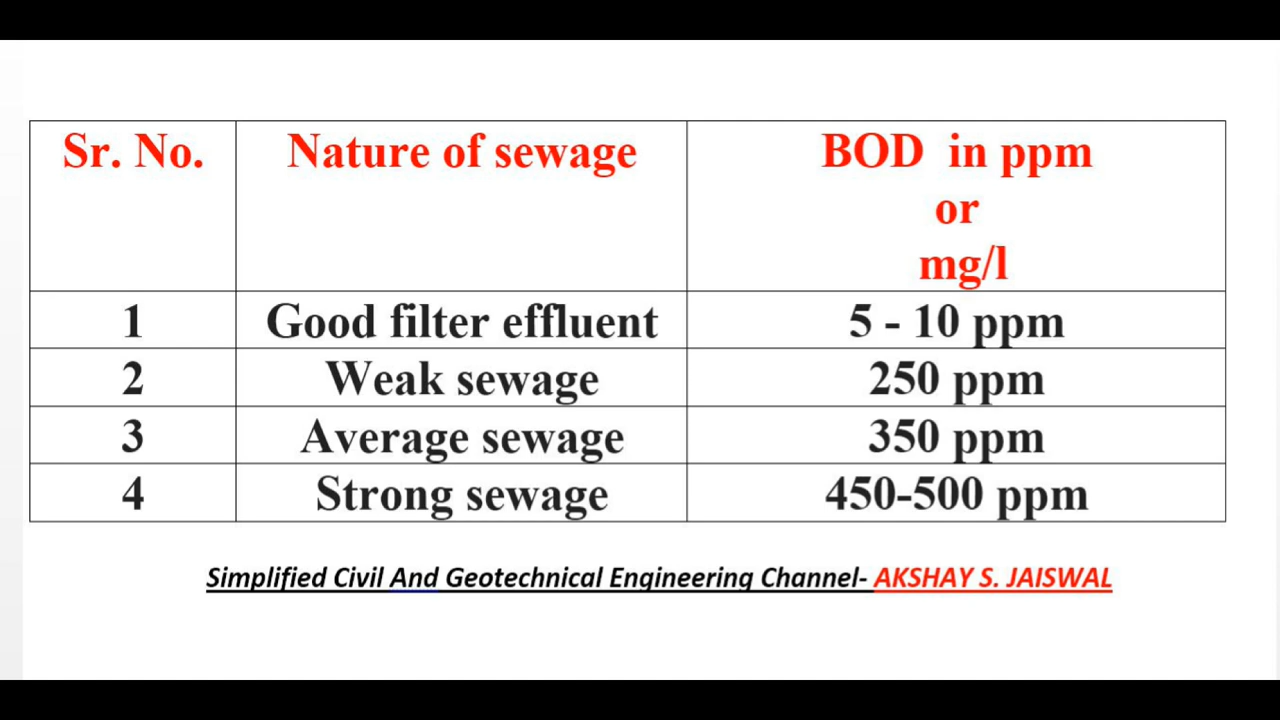 Sr. No. Nature of sewage BOD in ppm
or
mg/l
1 Good filter effluent 5 - 10 ppm
2 Weak sewage 250 ppm
3 Average sewage 350 ppm
4 Strong sewage 450-500 ppm
Simplified Civil And Geotechnical Engineering Channel- AKSHAY S. JAISWAL